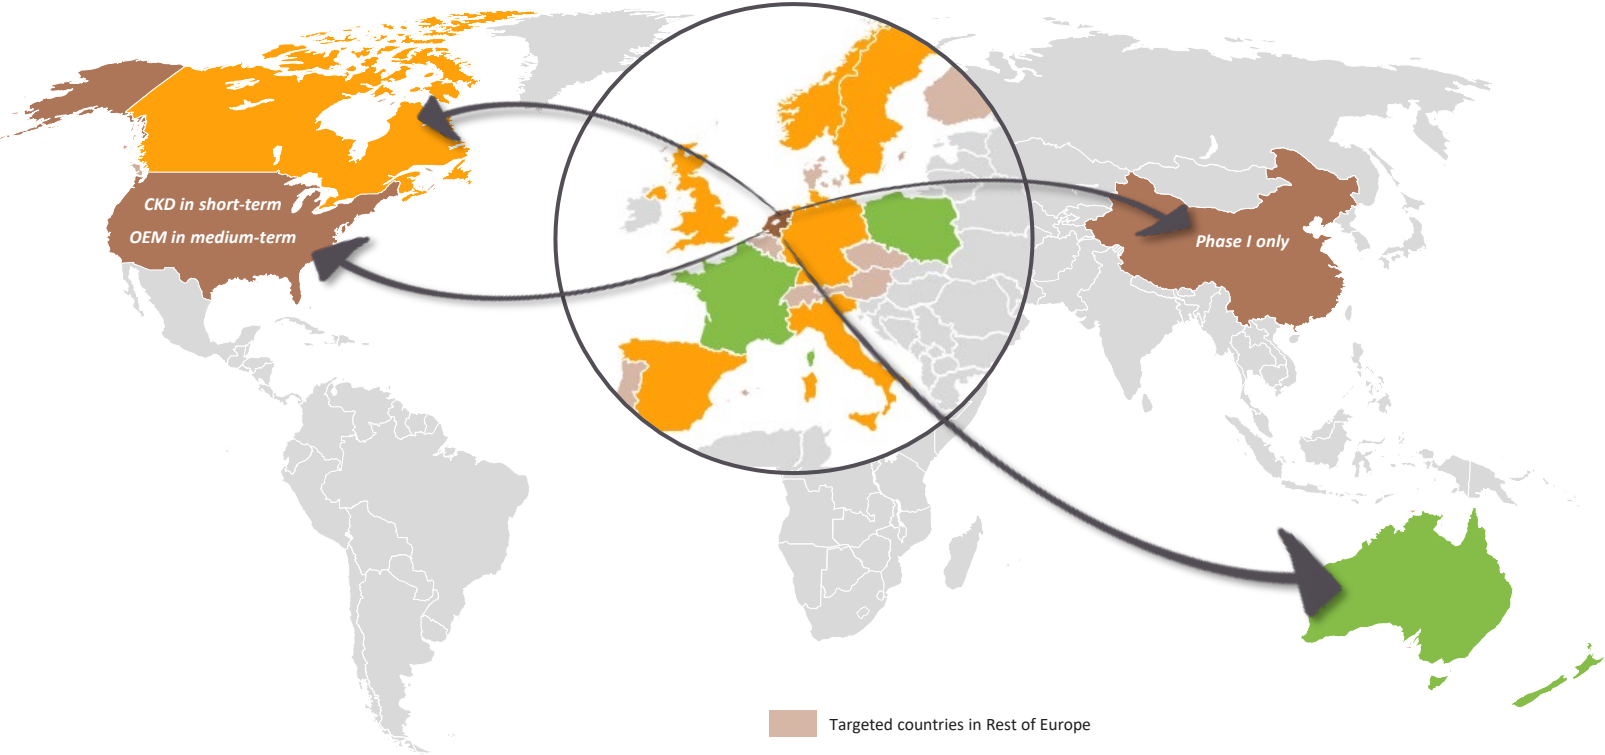 CKD in short-term
OEM in medium-term
Phase I only
Targeted countries in Rest of Europe